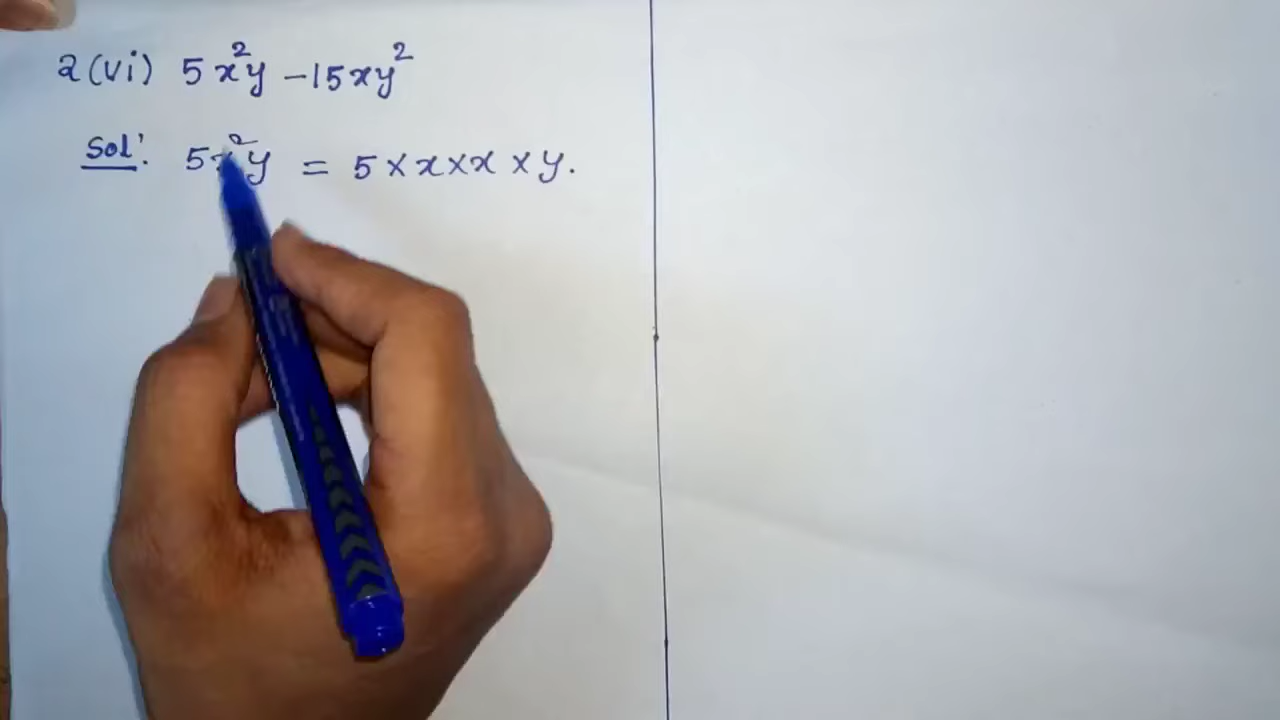 2(vi) 5x²y - 15xy²
Sol': 5x²y = 5 × x × x × y.